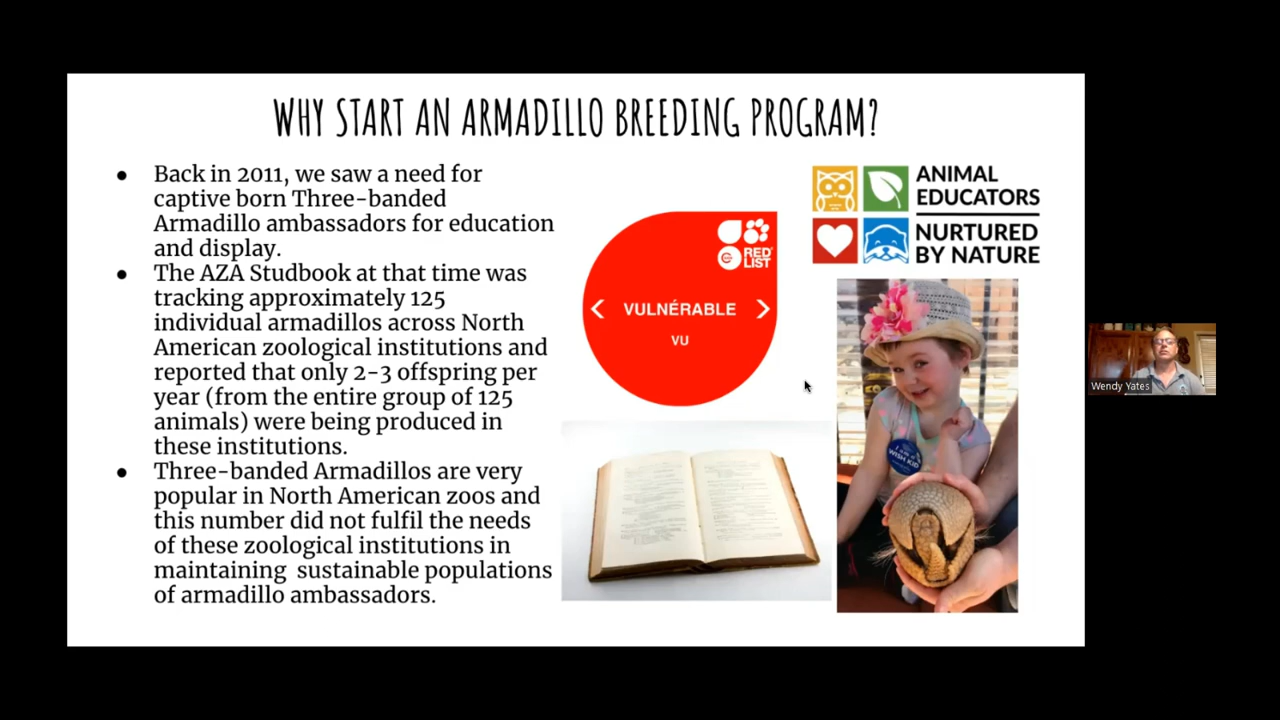 WHY START AN ARMADILLO BREEDING PROGRAM?
● Back in 2011, we saw a need for
captive born Three-banded
Armadillo ambassadors for education
and display.
● The AZA Studbook at that time was
tracking approximately 125
individual armadillos across North
American zoological institutions and
reported that only 2-3 offspring per
year (from the entire group of 125
animals) were being produced in
these institutions.
● Three-banded Armadillos are very
popular in North American zoos and
this number did not fulfil the needs
of these zoological institutions in
maintaining sustainable populations
of armadillo ambassadors.
RED
LIST
< VULNÉRABLE >
VU
ANIMAL
EDUCATORS
NURTURED
BY NATURE
I am a
WISH KID
Wendy Yates